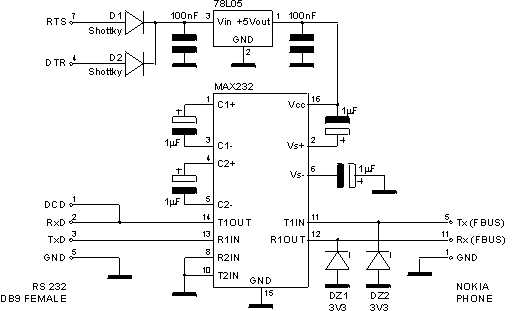 78L05
RTS 7 D1 Shottky 100nF 3 Vin +5Vout 1 100nF
GND
2
DTR 4 D2 Shottky
MAX232
1 C1+ Vcc 16
+ 1µF
1µF 3 C1- Vs+ 2 +
4 C2+ Vs- 6 1µF
+ +
1µF 5 C2-
DCD 1
RxD 2 14 T1OUT T1IN 11 5 Tx (FBUS)
TxD 3 13 R1IN R1OUT 12 11 Rx (FBUS)
GND 5 8 R2IN 1 GND
10 T2IN
GND
15
DZ1 DZ2
3V3 3V3
RS 232
DB9 FEMALE
NOKIA
PHONE